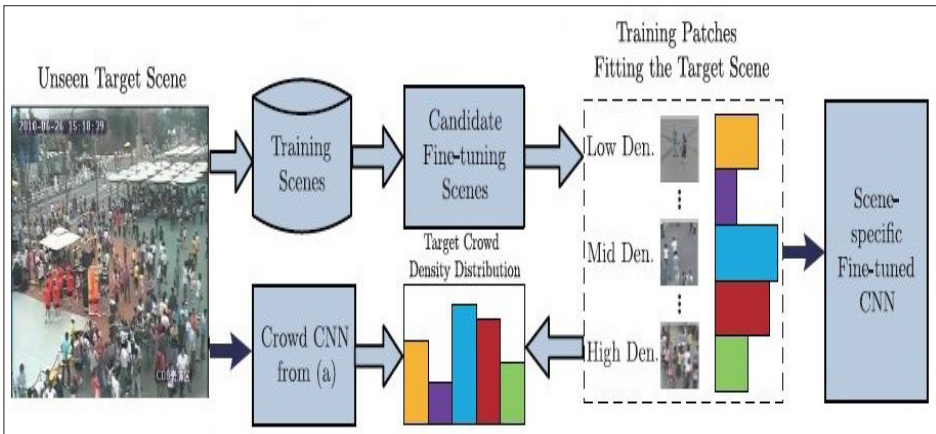 Unseen Target Scene
2010-06-26 15:18:39
Training
Scenes
Candidate
Fine-tuning
Scenes
Training Patches
Fitting the Target Scene
Low Den.
Mid Den.
High Den.
Scene-
specific
Fine-tuned
CNN
Crowd CNN
from (a)
Target Crowd
Density Distribution